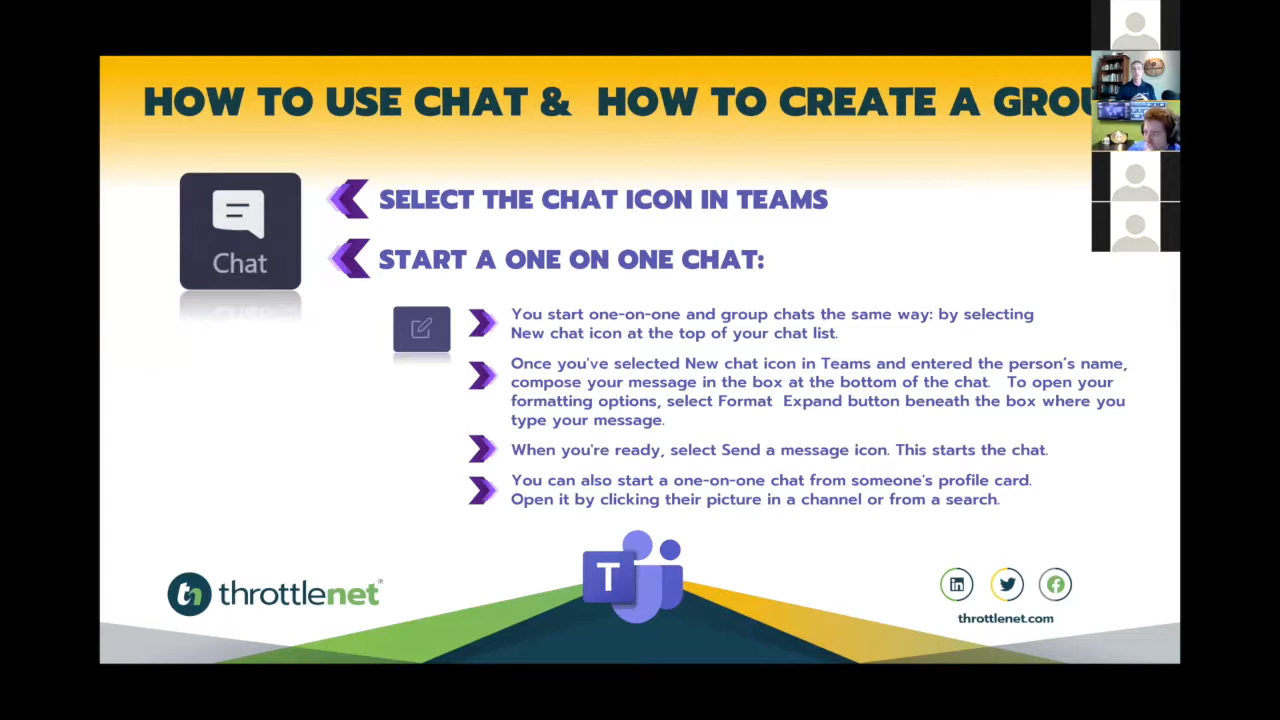 HOW TO USE CHAT & HOW TO CREATE A GROU
Chat
SELECT THE CHAT ICON IN TEAMS
START A ONE ON ONE CHAT:
You start one-on-one and group chats the same way: by selecting
New chat icon at the top of your chat list.
Once you've selected New chat icon in Teams and entered the person's name,
compose your message in the box at the bottom of the chat. To open your
formatting options, select Format Expand button beneath the box where you
type your message.
When you're ready, select Send a message icon. This starts the chat.
You can also start a one-on-one chat from someone's profile card.
Open it by clicking their picture in a channel or from a search.
T
tn throttlenet®
in
throttlenet.com